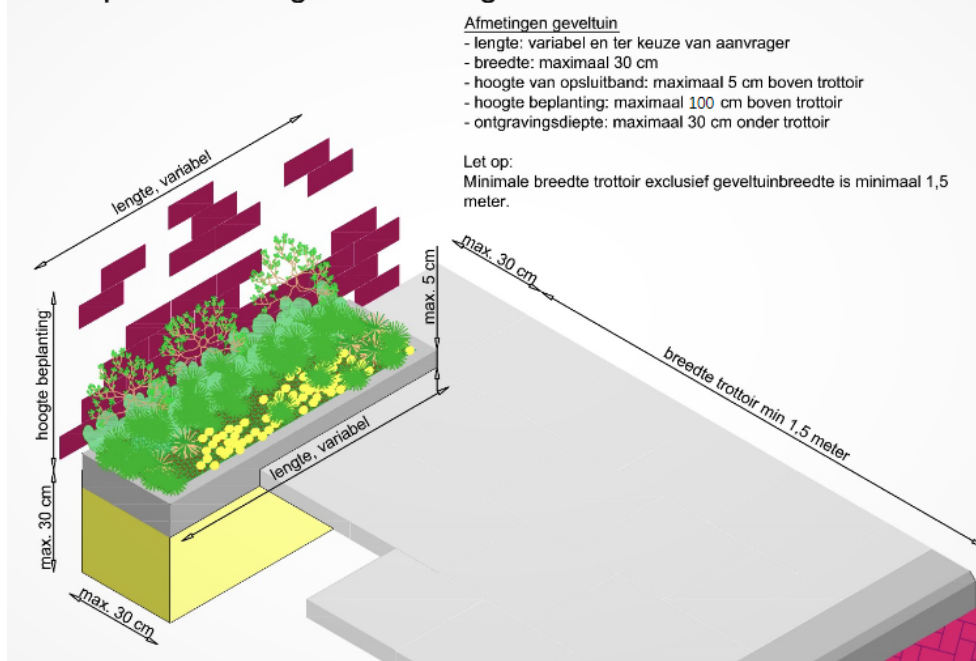 Afmetingen geveltuin
- lengte: variabel en ter keuze van aanvrager
- breedte: maximaal 30 cm
- hoogte van opsluitband: maximaal 5 cm boven trottoir
- hoogte beplanting: maximaal 100 cm boven trottoir
- ontgravingsdiepte: maximaal 30 cm onder trottoir
Let op:
Minimale breedte trottoir exclusief geveltuinbreedte is minimaal 1,5
meter.
lengte, variabel
max. 30 cm
max. 5 cm
hoogte beplanting
breedte trottoir min 1,5 meter
lengte, variabel
max. 30 cm
max. 30 cm